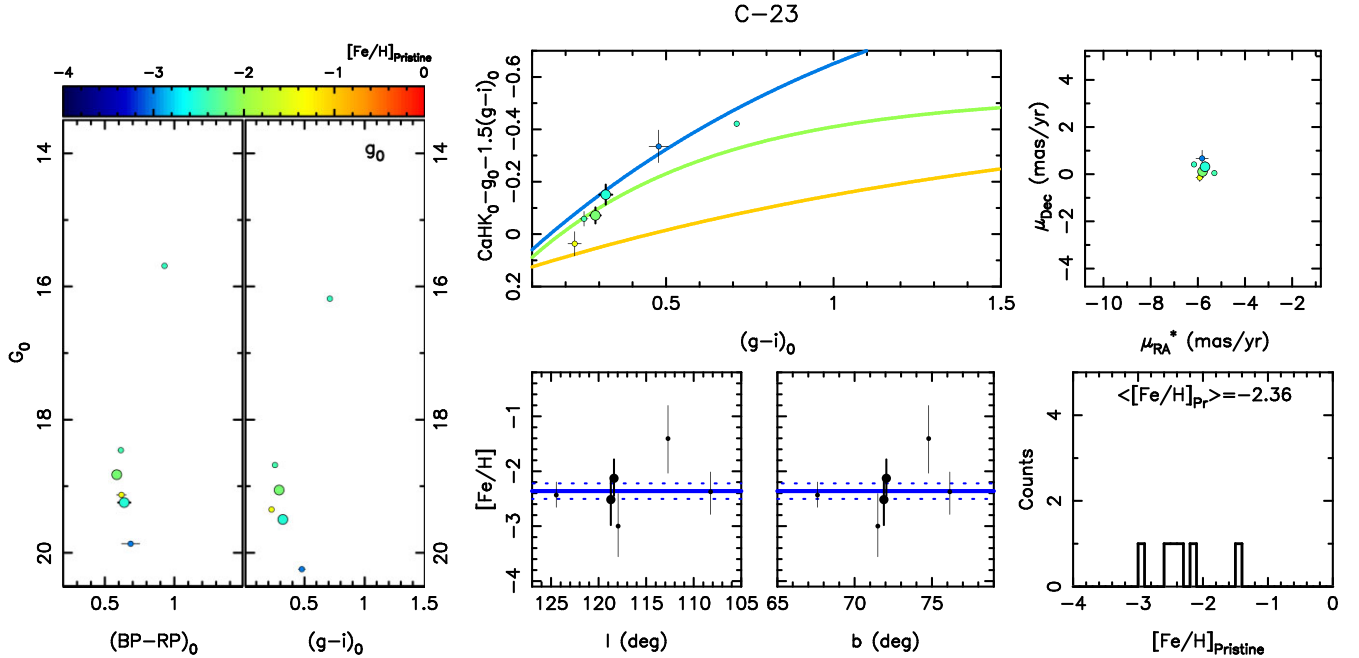 C−23
[Fe/H]Pristine
−4 −3 −2 −1 0
g0
14 16 18 20
G0
14 16 18 20
0.5 1
0.5 1 1.5
(BP−RP)0
(g−i)0
CaHK0−g0−1.5(g−i)0
−0.6 −0.4 −0.2 0 0.2
0.5 1 1.5
(g−i)0
μDec (mas/yr)
4 2 0 −2 −4
−10 −8 −6 −4 −2
μRA* (mas/yr)
[Fe/H]
−1 −2 −3 −4
125 120 115 110 105
l (deg)
65 70 75
b (deg)
<[Fe/H]Pr>=−2.36
Counts
4 2 0
−4 −3 −2 −1 0
[Fe/H]Pristine